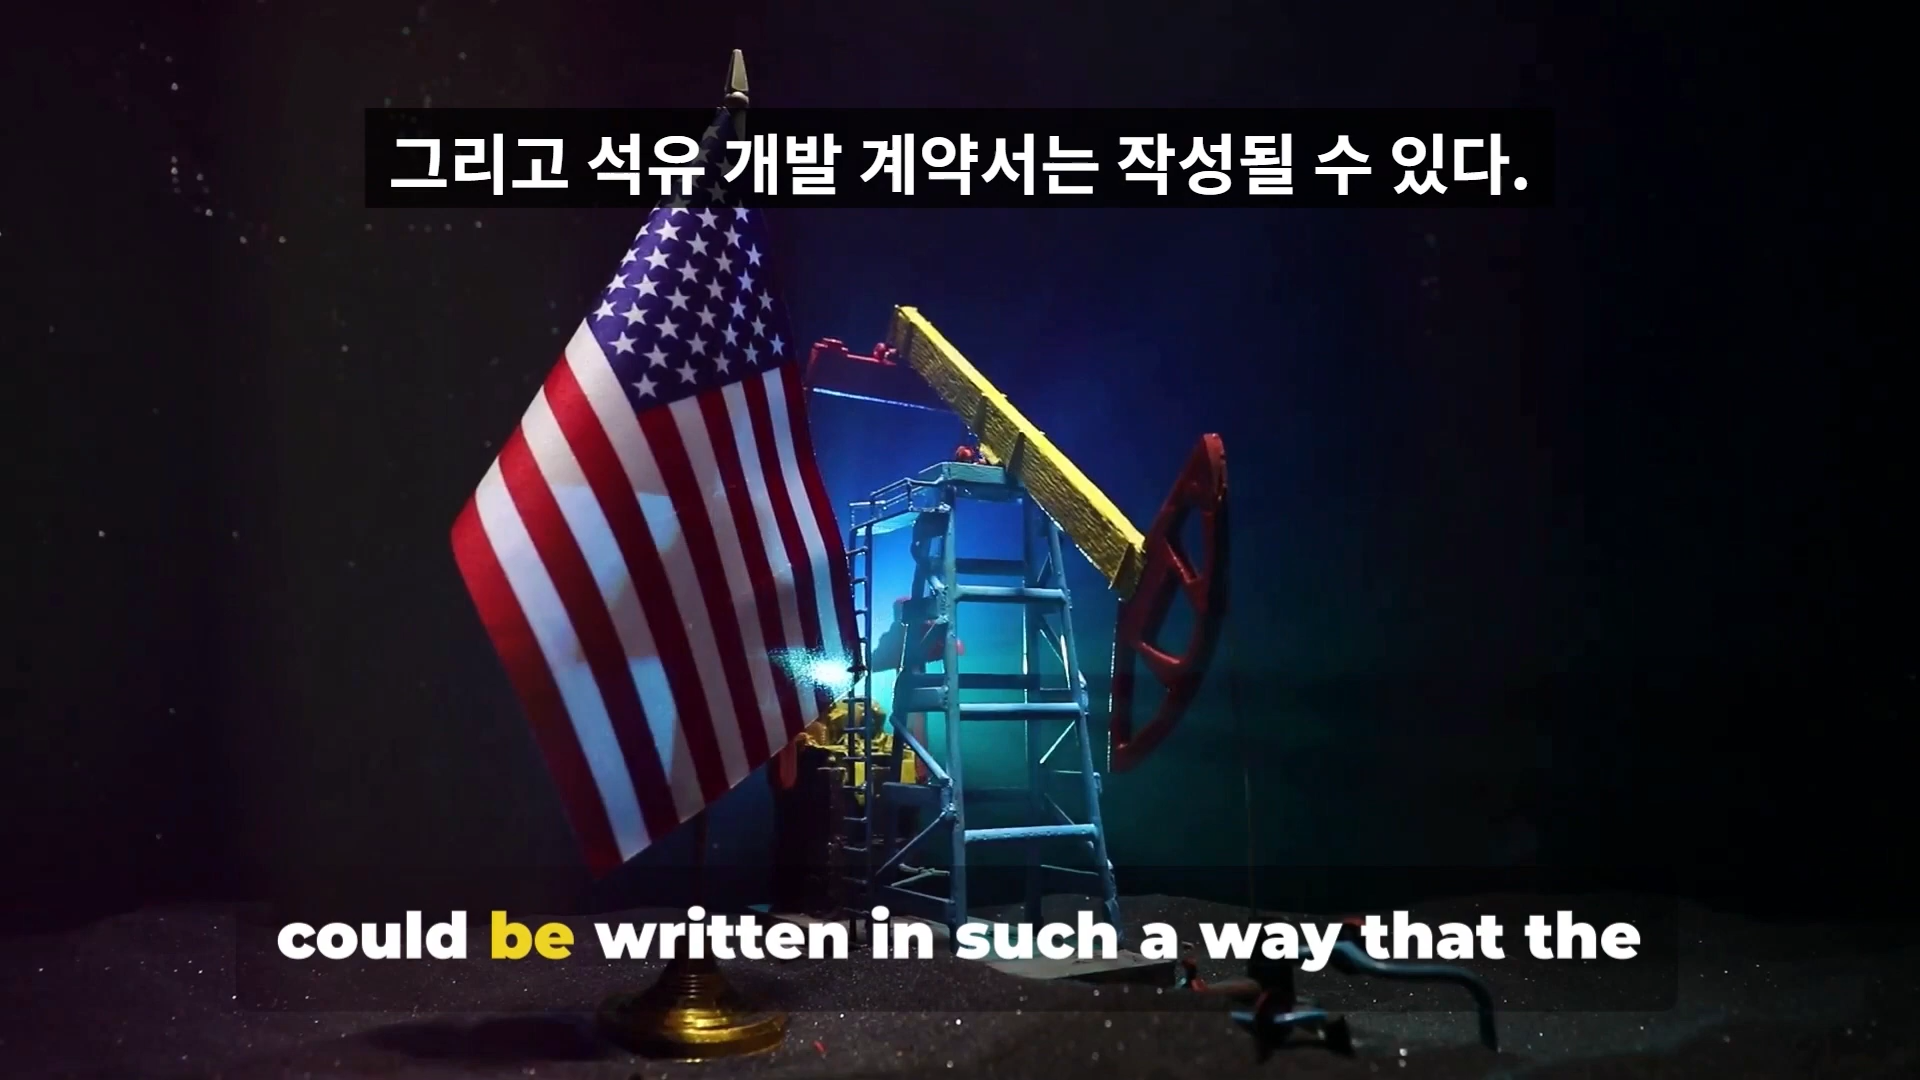 그리고 석유 개발 계약서는 작성될 수 있다.
could be written in such a way that the